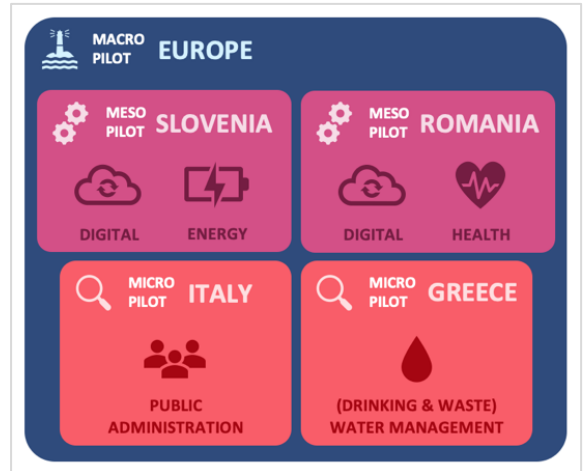 MACRO PILOT EUROPE
MESO PILOT SLOVENIA
DIGITAL
ENERGY
MESO PILOT ROMANIA
DIGITAL
HEALTH
MICRO PILOT ITALY
PUBLIC
ADMINISTRATION
MICRO PILOT GREECE
(DRINKING & WASTE)
WATER MANAGEMENT